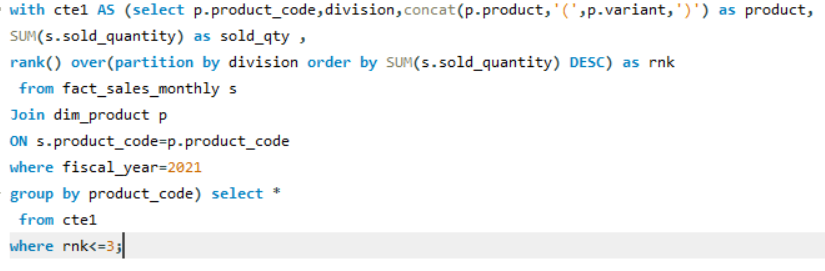 with cte1 AS (select p.product_code,division,concat(p.product,'(',p.variant,')') as product,
SUM(s.sold_quantity) as sold_qty ,
rank() over(partition by division order by SUM(s.sold_quantity) DESC) as rnk
from fact_sales_monthly s
Join dim_product p
ON s.product_code=p.product_code
where fiscal_year=2021
group by product_code) select *
from cte1
where rnk<=3;